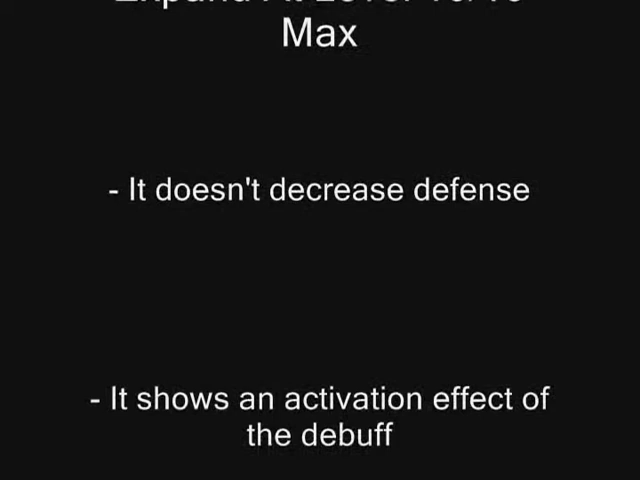 Max
- It doesn't decrease defense
- It shows an activation effect of
the debuff